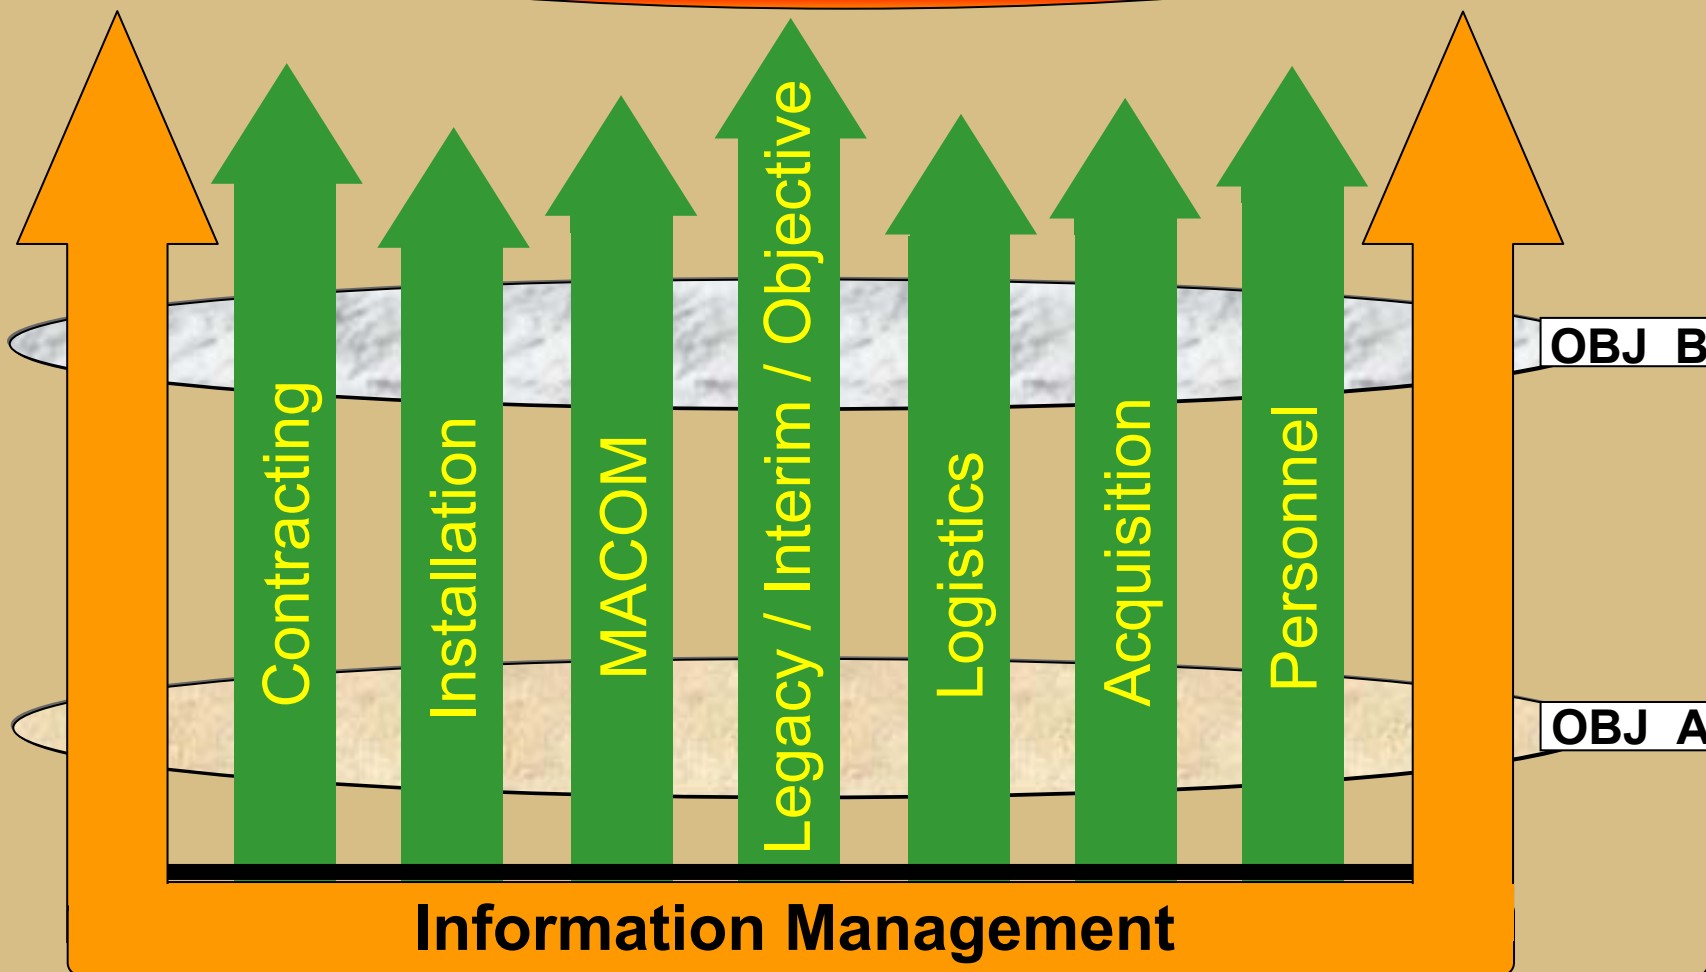 Contracting
Installation
MACOM
Legacy / Interim / Objective
Logistics
Acquisition
Personnel
OBJ B
OBJ A
Information Management